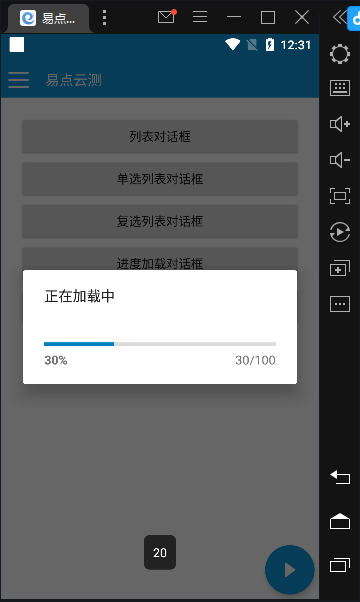 易点...
12:31
易点云测
列表对话框
单选列表对话框
复选列表对话框
进度加载对话框
正在加载中
30%
30/100
20